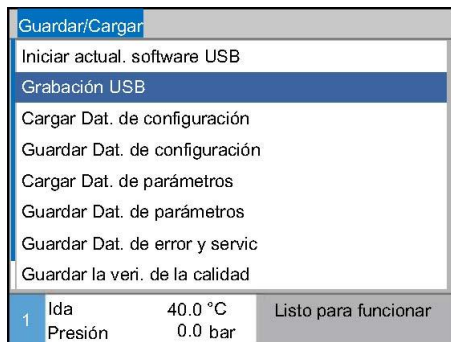 Guardar/Cargar
Iniciar actual. software USB
Grabación USB
Cargar Dat. de configuración
Guardar Dat. de configuración
Cargar Dat. de parámetros
Guardar Dat. de parámetros
Guardar Dat. de error y servic
Guardar la veri. de la calidad
1 Ida 40.0 °C Listo para funcionar
Presión 0.0 bar